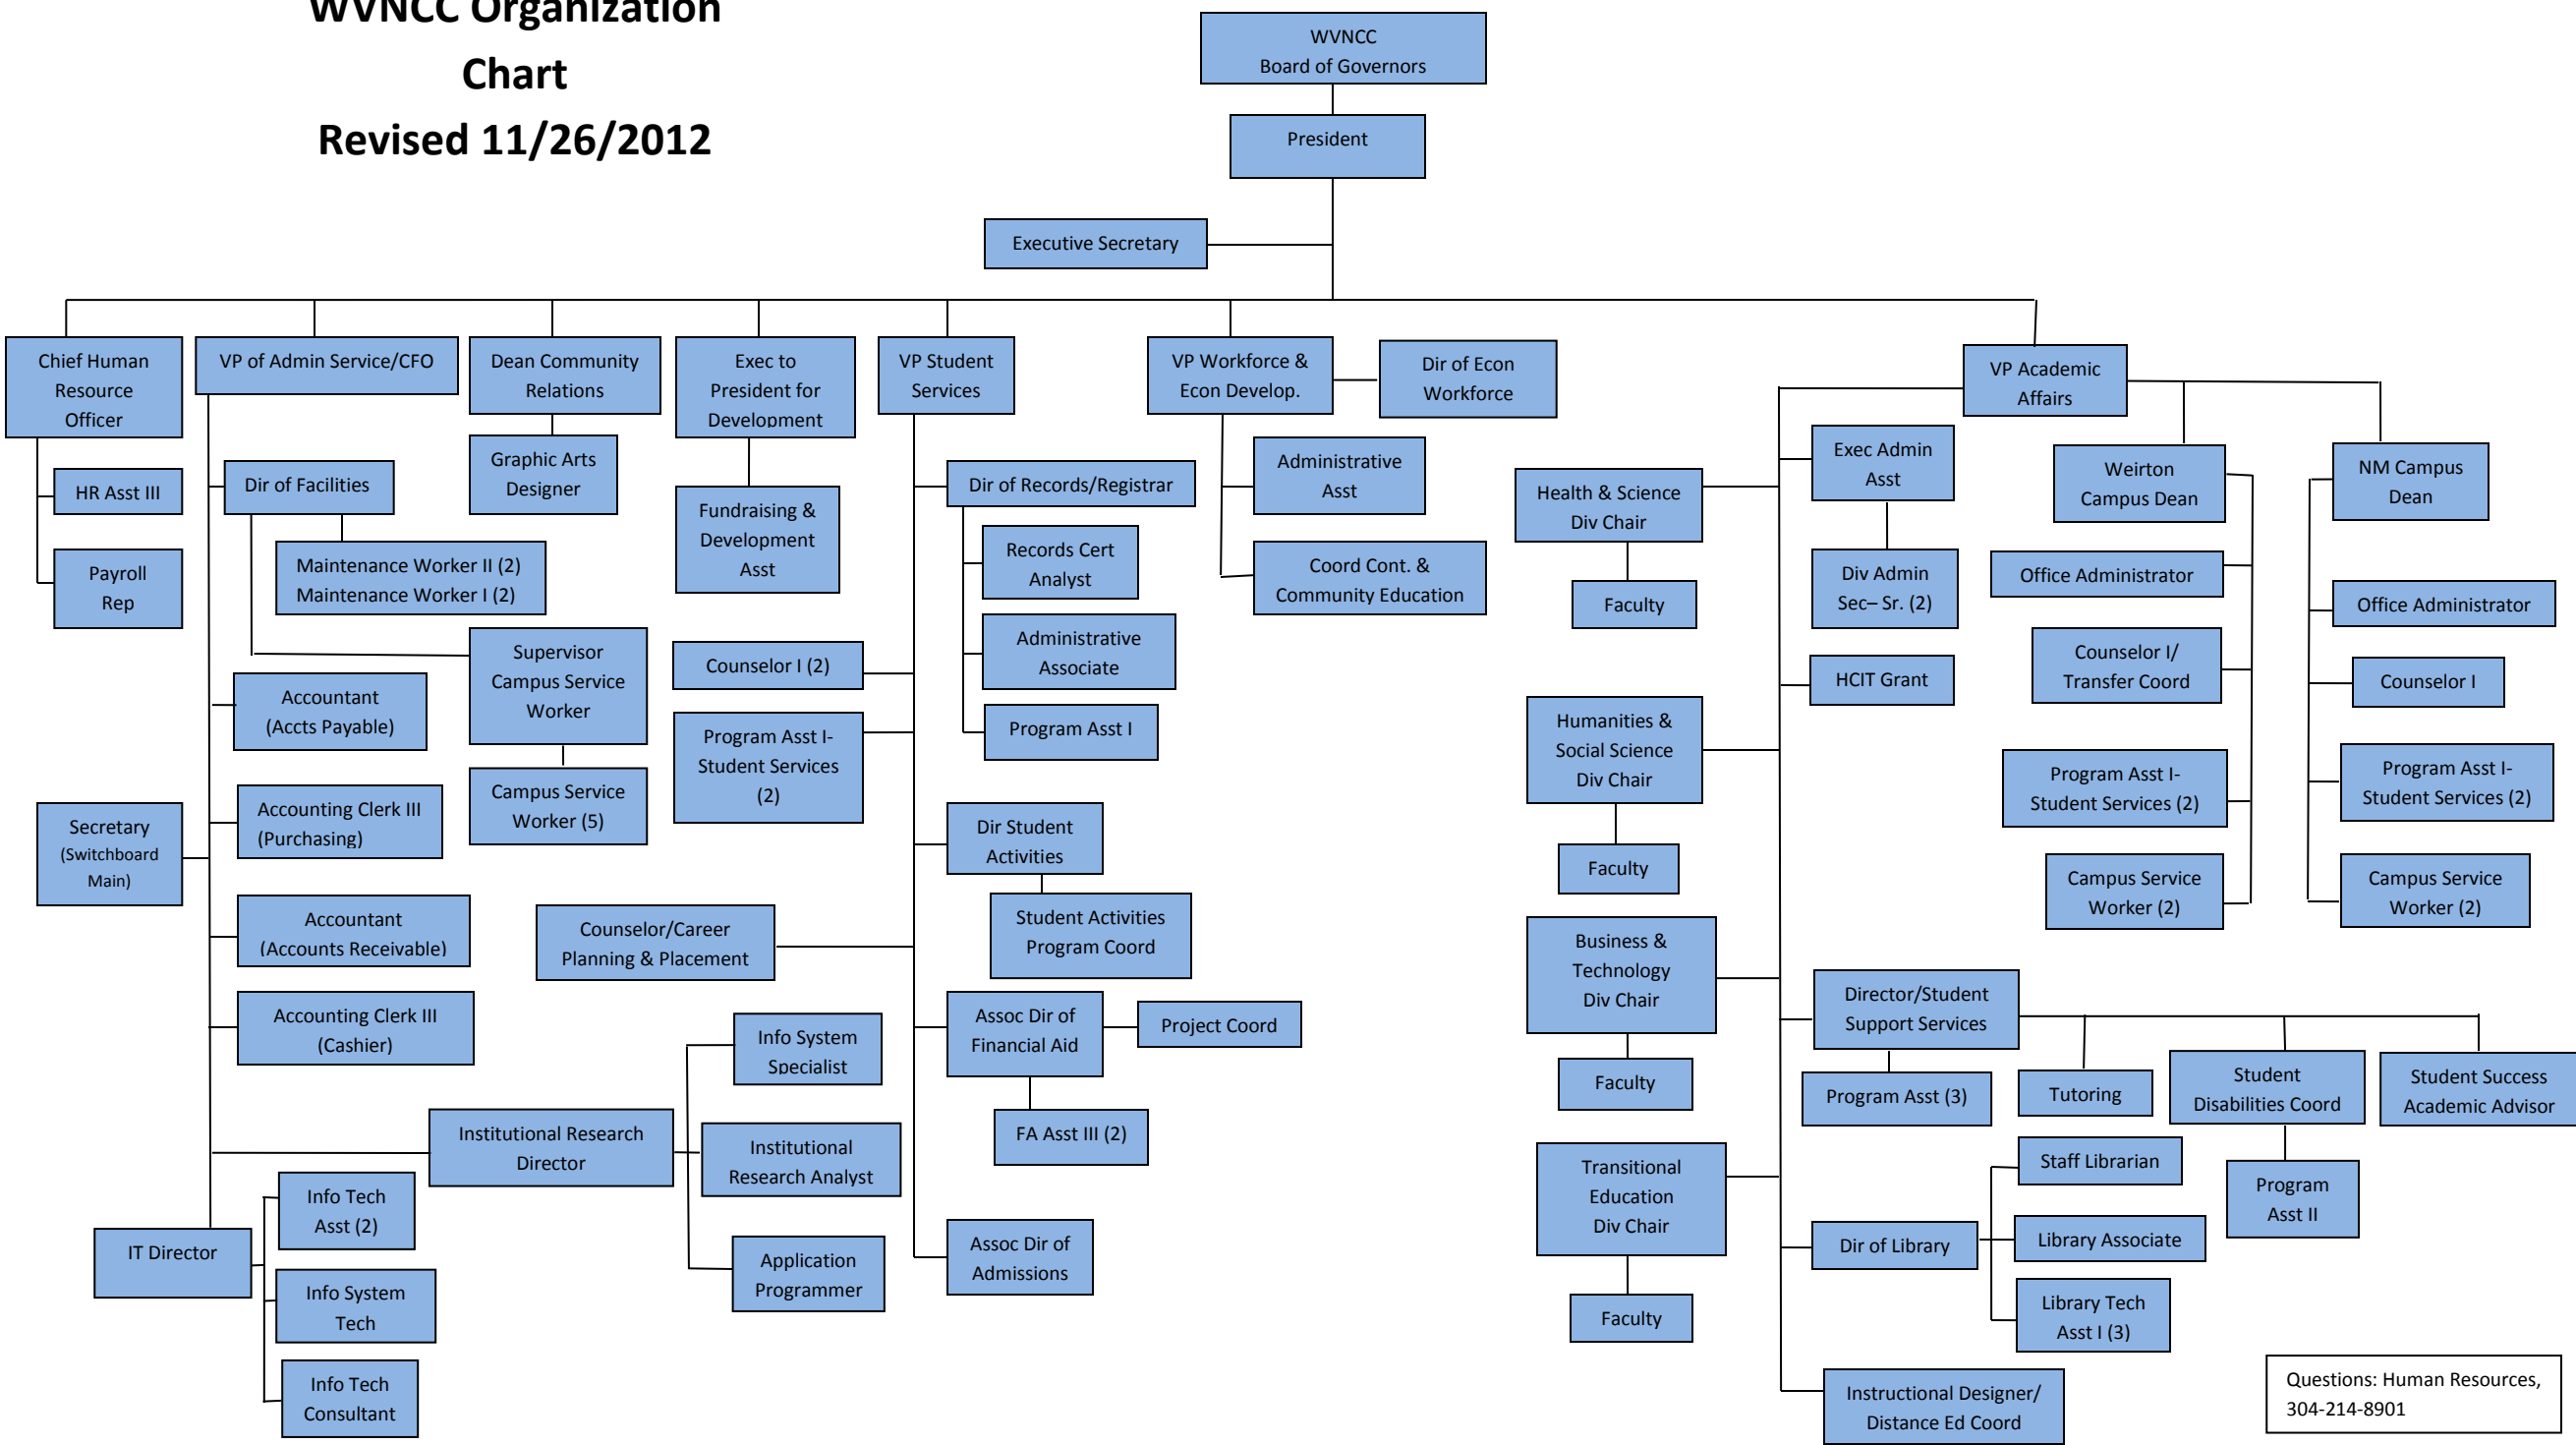 WVNCC Organization
Chart
Revised 11/26/2012
WVNCC
Board of Governors
President
Executive Secretary
Chief Human
Resource
Officer
HR Asst III
Payroll
Rep
VP of Admin Service/CFO
Dir of Facilities
Maintenance Worker II (2)
Maintenance Worker I (2)
Supervisor
Campus Service
Worker
Campus Service
Worker (5)
Accountant
(Accts Payable)
Accounting Clerk III
(Purchasing)
Secretary
(Switchboard
Main)
Accountant
(Accounts Receivable)
Accounting Clerk III
(Cashier)
Institutional Research
Director
Info System
Specialist
Institutional
Research Analyst
Application
Programmer
IT Director
Info Tech
Asst (2)
Info System
Tech
Info Tech
Consultant
Dean Community
Relations
Graphic Arts
Designer
Exec to
President for
Development
Fundraising &
Development
Asst
VP Student
Services
Dir of Records/Registrar
Records Cert
Analyst
Administrative
Associate
Program Asst I
Counselor I (2)
Program Asst I-
Student Services
(2)
Dir Student
Activities
Student Activities
Program Coord
Counselor/Career
Planning & Placement
Assoc Dir of
Financial Aid
Project Coord
FA Asst III (2)
Assoc Dir of
Admissions
VP Workforce &
Econ Develop.
Dir of Econ
Workforce
Administrative
Asst
Coord Cont. &
Community Education
VP Academic
Affairs
Health & Science
Div Chair
Faculty
Humanities &
Social Science
Div Chair
Faculty
Business &
Technology
Div Chair
Faculty
Transitional
Education
Div Chair
Faculty
Exec Admin
Asst
Div Admin
Sec– Sr. (2)
HCIT Grant
Weirton
Campus Dean
Office Administrator
Counselor I/
Transfer Coord
Program Asst I-
Student Services (2)
Campus Service
Worker (2)
NM Campus
Dean
Office Administrator
Counselor I
Program Asst I-
Student Services (2)
Campus Service
Worker (2)
Director/Student
Support Services
Program Asst (3)
Tutoring
Student
Disabilities Coord
Program
Asst II
Student Success
Academic Advisor
Dir of Library
Staff Librarian
Library Associate
Library Tech
Asst I (3)
Instructional Designer/
Distance Ed Coord
Questions: Human Resources,
304-214-8901